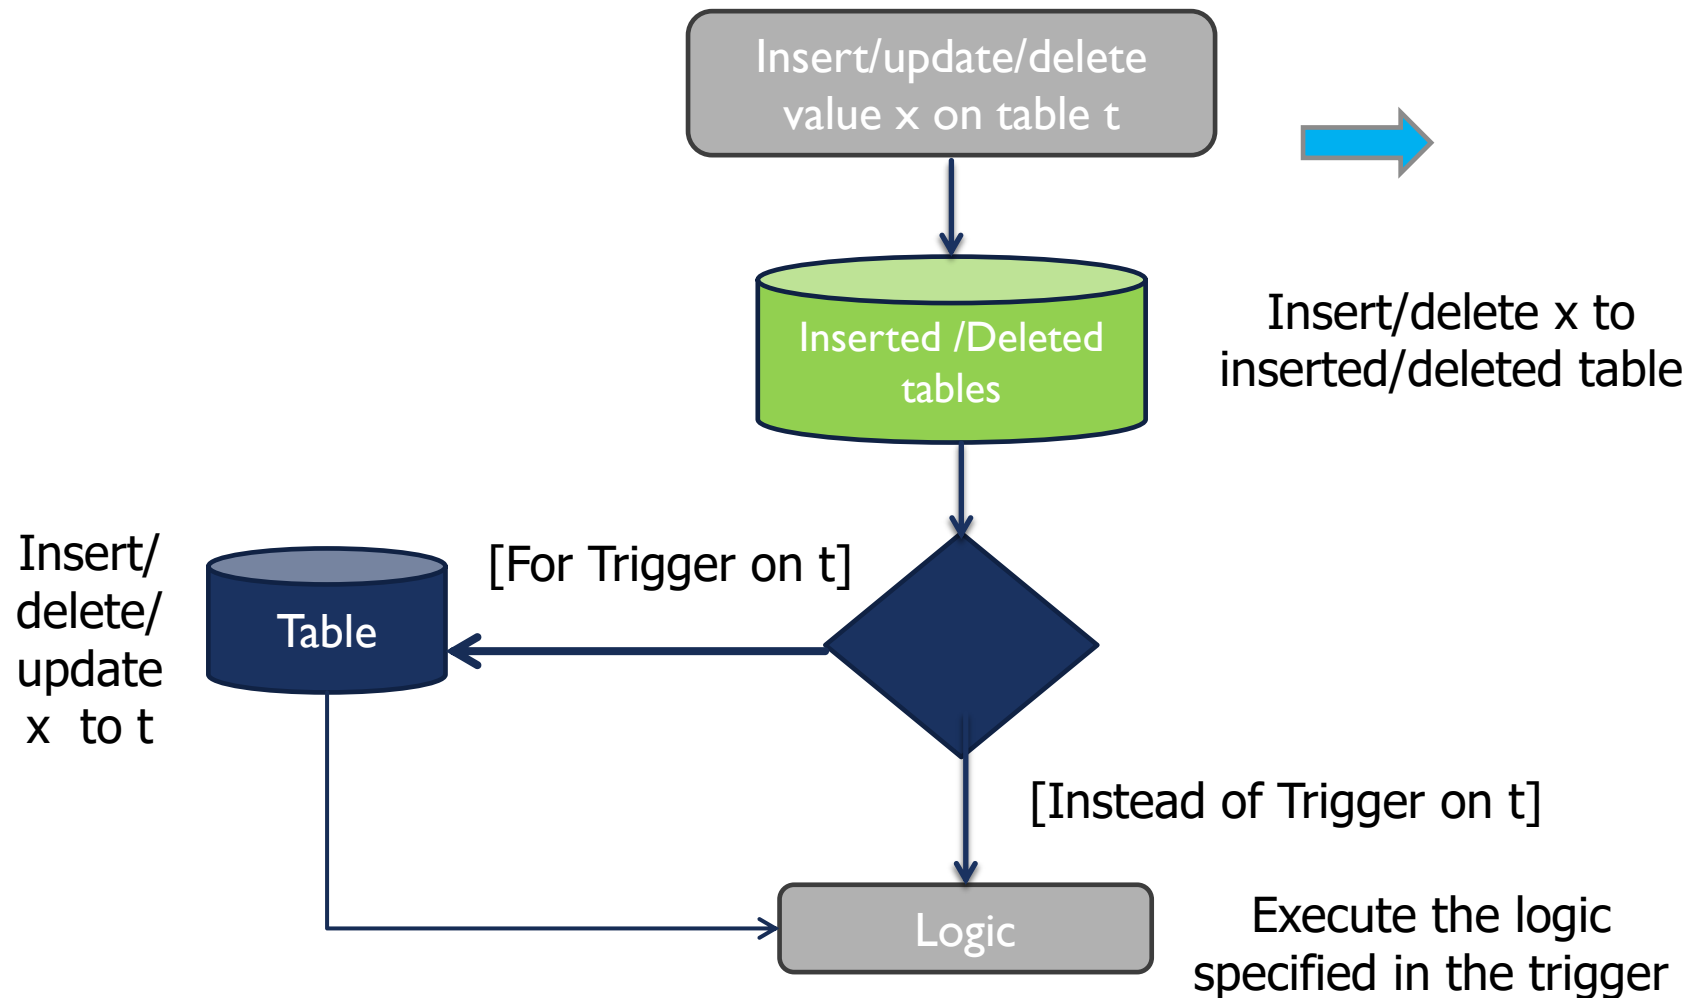 Insert/update/delete
value x on table t
Inserted /Deleted
tables
Insert/delete x to
inserted/deleted table
[For Trigger on t]
Insert/
delete/
update
x to t
Table
[Instead of Trigger on t]
Logic
Execute the logic
specified in the trigger